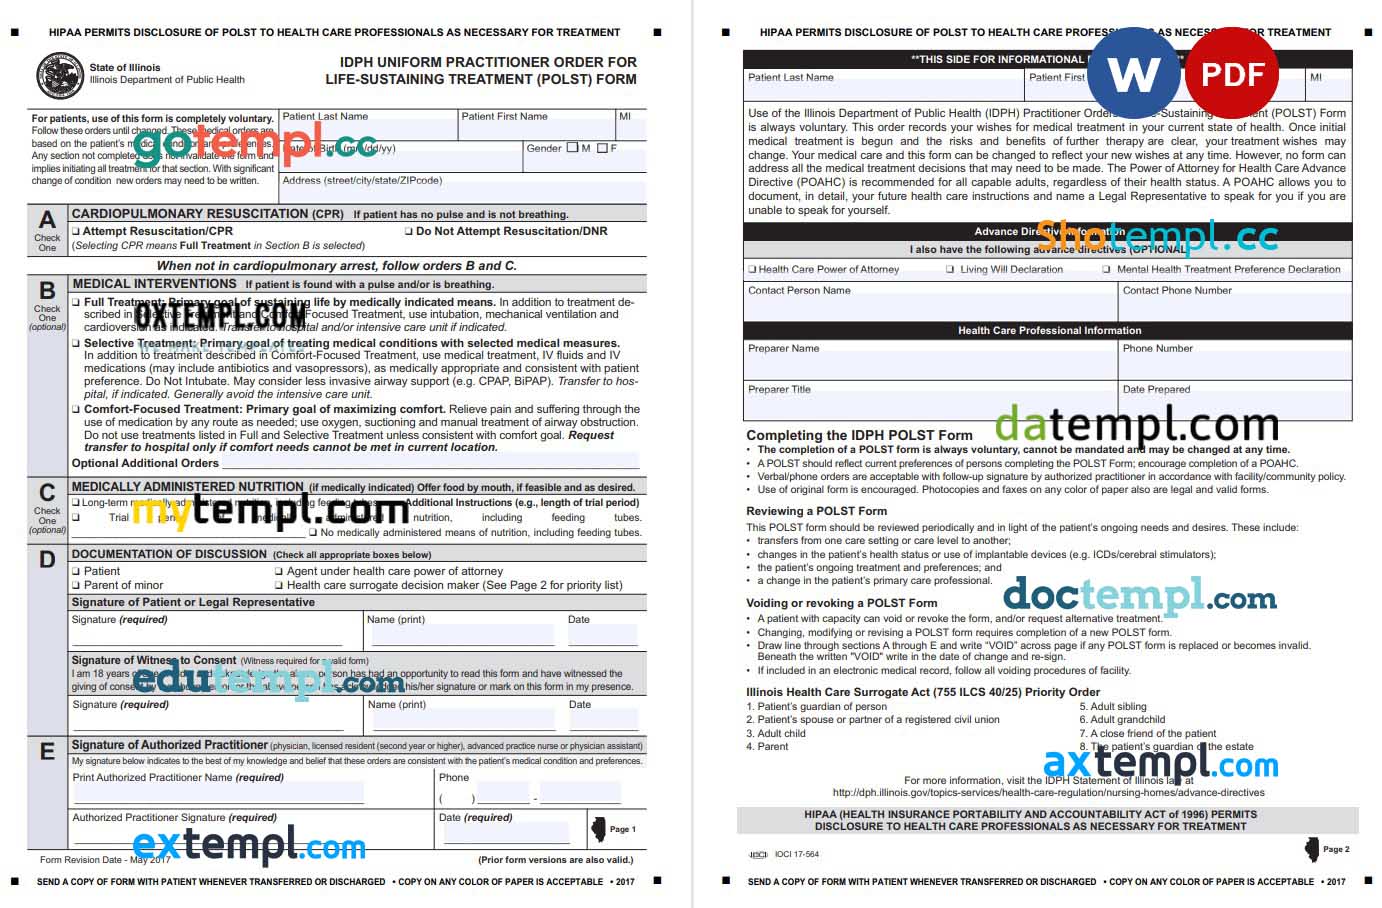 HIPAA PERMITS DISCLOSURE OF POLST TO HEALTH CARE PROFESSIONALS AS NECESSARY FOR TREATMENT
State of Illinois
Illinois Department of Public Health
IDPH UNIFORM PRACTITIONER ORDER FOR
LIFE-SUSTAINING TREATMENT (POLST) FORM
For patients, use of this form is completely voluntary.
Follow these orders until changed. These medical orders are
based on the patient's medical condition and preferences.
Any section not completed does not invalidate the form and
implies initiating all treatment for that section. With significant
change of condition new orders may need to be written.
Patient Last Name
Patient First Name
MI
gotempl.cc
Date of Birth (mm/dd/yy)
Gender ❑ M ❑ F
Address (street/city/state/ZIPcode)
A
Check
One
CARDIOPULMONARY RESUSCITATION (CPR) If patient has no pulse and is not breathing.
❑ Attempt Resuscitation/CPR
❑ Do Not Attempt Resuscitation/DNR
(Selecting CPR means Full Treatment in Section B is selected)
When not in cardiopulmonary arrest, follow orders B and C.
B
Check
One
(optional)
MEDICAL INTERVENTIONS If patient is found with a pulse and/or is breathing.
❑ Full Treatment: Primary goal of sustaining life by medically indicated means. In addition to treatment de-
scribed in Selective Treatment and Comfort-Focused Treatment, use intubation, mechanical ventilation and
cardioversion as indicated. Transfer to hospital and/or intensive care unit if indicated.
OXTEMPL.COM
WE MAKE TEMPLATES
❑ Selective Treatment: Primary goal of treating medical conditions with selected medical measures.
In addition to treatment described in Comfort-Focused Treatment, use medical treatment, IV fluids and IV
medications (may include antibiotics and vasopressors), as medically appropriate and consistent with patient
preference. Do Not Intubate. May consider less invasive airway support (e.g. CPAP, BiPAP). Transfer to hos-
pital, if indicated. Generally avoid the intensive care unit.
❑ Comfort-Focused Treatment: Primary goal of maximizing comfort. Relieve pain and suffering through the
use of medication by any route as needed; use oxygen, suctioning and manual treatment of airway obstruction.
Do not use treatments listed in Full and Selective Treatment unless consistent with comfort goal. Request
transfer to hospital only if comfort needs cannot be met in current location.
Optional Additional Orders
C
Check
One
(optional)
MEDICALLY ADMINISTERED NUTRITION (if medically indicated) Offer food by mouth, if feasible and as desired.
❑ Long-term medically administered nutrition, including feeding tubes. Additional Instructions (e.g., length of trial period)
❑ Trial period of medically administered nutrition, including feeding tubes.
❑ No medically administered means of nutrition, including feeding tubes.
mytempl.com
D
DOCUMENTATION OF DISCUSSION (Check all appropriate boxes below)
❑ Patient
❑ Agent under health care power of attorney
❑ Parent of minor
❑ Health care surrogate decision maker (See Page 2 for priority list)
Signature of Patient or Legal Representative
Signature (required)
Name (print)
Date
Signature of Witness to Consent (Witness required for a valid form)
I am 18 years of person has had an opportunity to read this form and have witnessed the
giving of consent by his/her signature or mark on this form in my presence.
edutempl.com
Signature (required)
Name (print)
Date
E
Signature of Authorized Practitioner (physician, licensed resident (second year or higher), advanced practice nurse or physician assistant)
My signature below indicates to the best of my knowledge and belief that these orders are consistent with the patient's medical condition and preferences.
Print Authorized Practitioner Name (required)
Phone
( ) -
Authorized Practitioner Signature (required)
Date (required)
Page 1
extempl.com
Form Revision Date - May 2017
(Prior form versions are also valid.)
SEND A COPY OF FORM WITH PATIENT WHENEVER TRANSFERRED OR DISCHARGED • COPY ON ANY COLOR OF PAPER IS ACCEPTABLE • 2017
HIPAA PERMITS DISCLOSURE OF POLST TO HEALTH CARE PROFESSIONALS AS NECESSARY FOR TREATMENT
W
PDF
**THIS SIDE FOR INFORMATIONAL
Patient Last Name
Patient First
MI
Use of the Illinois Department of Public Health (IDPH) Practitioner Orders Life-Sustaining Treatment (POLST) Form
is always voluntary. This order records your wishes for medical treatment in your current state of health. Once initial
medical treatment is begun and the risks and benefits of further therapy are clear, your treatment wishes may
change. Your medical care and this form can be changed to reflect your new wishes at any time. However, no form can
address all the medical treatment decisions that may need to be made. The Power of Attorney for Health Care Advance
Directive (POAHC) is recommended for all capable adults, regardless of their health status. A POAHC allows you to
document, in detail, your future health care instructions and name a Legal Representative to speak for you if you are
unable to speak for yourself.
Advance Directive Information
I also have the following advance directives (OPTIONAL)
Shotempl.cc
❑ Health Care Power of Attorney
❑ Living Will Declaration
❑ Mental Health Treatment Preference Declaration
Contact Person Name
Contact Phone Number
Health Care Professional Information
Preparer Name
Phone Number
Preparer Title
Date Prepared
datempl.com
Completing the IDPH POLST Form
• The completion of a POLST form is always voluntary, cannot be mandated and may be changed at any time.
• A POLST should reflect current preferences of persons completing the POLST Form; encourage completion of a POAHC.
• Verbal/phone orders are acceptable with follow-up signature by authorized practitioner in accordance with facility/community policy.
• Use of original form is encouraged. Photocopies and faxes on any color of paper also are legal and valid forms.
Reviewing a POLST Form
This POLST form should be reviewed periodically and in light of the patient's ongoing needs and desires. These include:
• transfers from one care setting or care level to another;
• changes in the patient's health status or use of implantable devices (e.g. ICDs/cerebral stimulators);
• the patient's ongoing treatment and preferences; and
• a change in the patient's primary care professional.
doctempl.com
Voiding or revoking a POLST Form
• A patient with capacity can void or revoke the form, and/or request alternative treatment.
• Changing, modifying or revising a POLST form requires completion of a new POLST form.
• Draw line through sections A through E and write "VOID" across page if any POLST form is replaced or becomes invalid.
Beneath the written "VOID" write in the date of change and re-sign.
• If included in an electronic medical record, follow all voiding procedures of facility.
Illinois Health Care Surrogate Act (755 ILCS 40/25) Priority Order
1. Patient's guardian of person
2. Patient's spouse or partner of a registered civil union
3. Adult child
4. Parent
5. Adult sibling
6. Adult grandchild
7. A close friend of the patient
8. The patient's guardian of the estate
axtempl.com
For more information, visit the IDPH Statement of Illinois law at
http://dph.illinois.gov/topics-services/health-care-regulation/nursing-homes/advance-directives
HIPAA (HEALTH INSURANCE PORTABILITY AND ACCOUNTABILITY ACT of 1996) PERMITS
DISCLOSURE TO HEALTH CARE PROFESSIONALS AS NECESSARY FOR TREATMENT
IOCI IOCI 17-564
Page 2
SEND A COPY OF FORM WITH PATIENT WHENEVER TRANSFERRED OR DISCHARGED • COPY ON ANY COLOR OF PAPER IS ACCEPTABLE • 2017